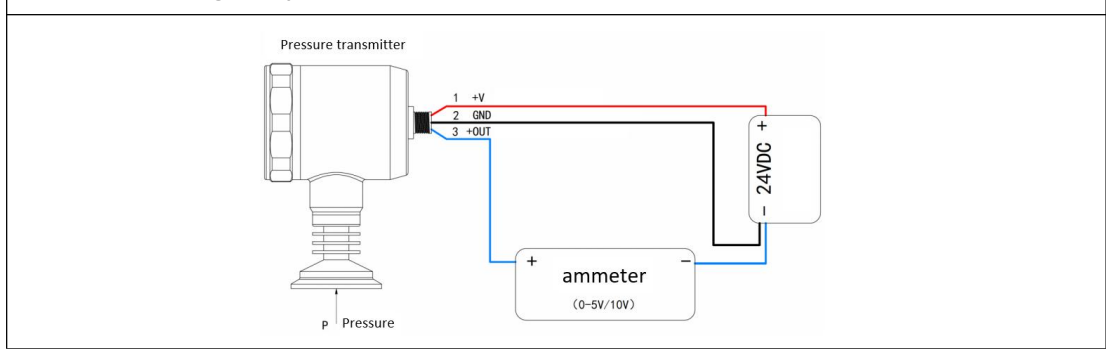 Pressure transmitter
1 +V
2 GND
3 +OUT
+ 24VDC −
+ ammeter −
(0-5V/10V)
P Pressure